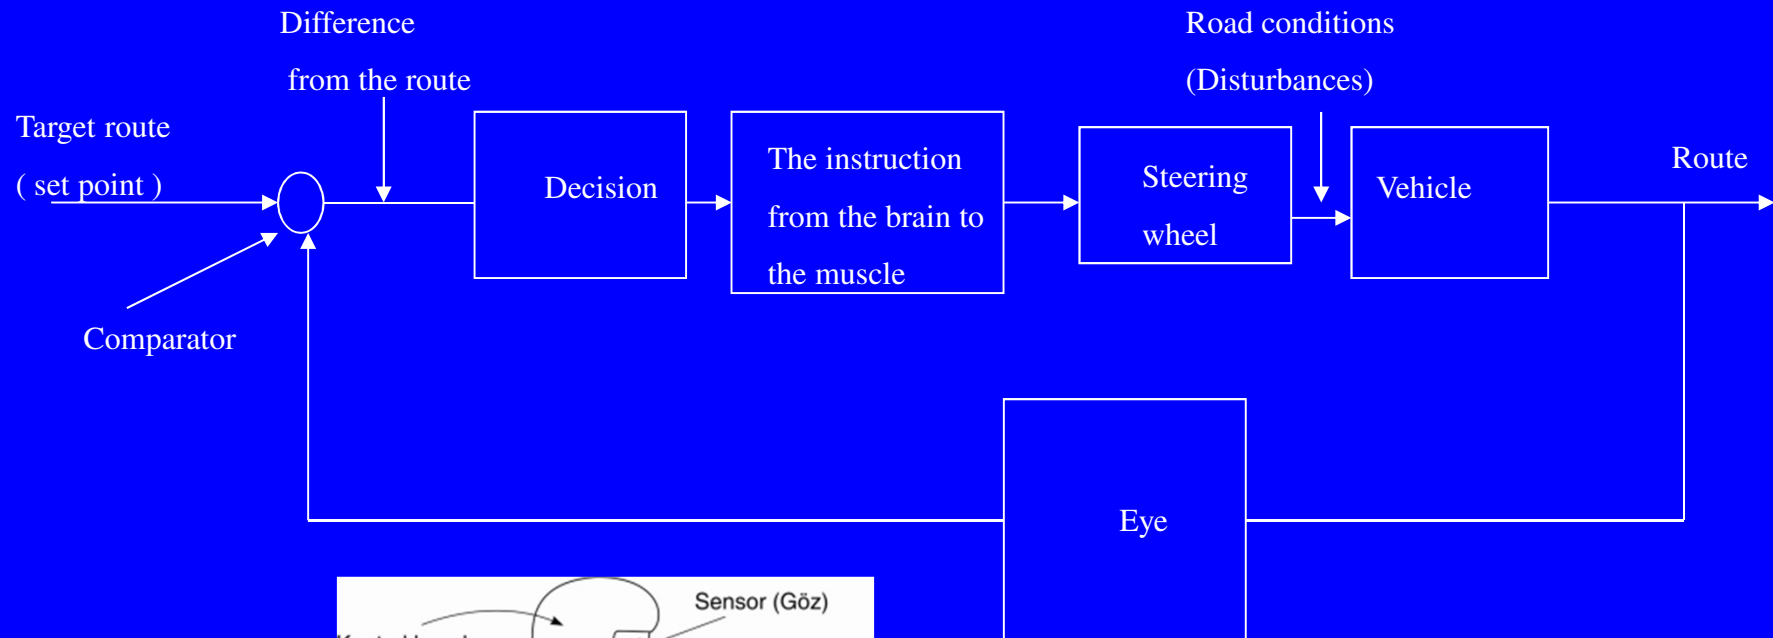 Difference
from the route
Road conditions
(Disturbances)
Target route
( set point )
Decision
The instruction
from the brain to
the muscle
Steering
wheel
Vehicle
Route
Comparator
Eye
Sensor (Göz)